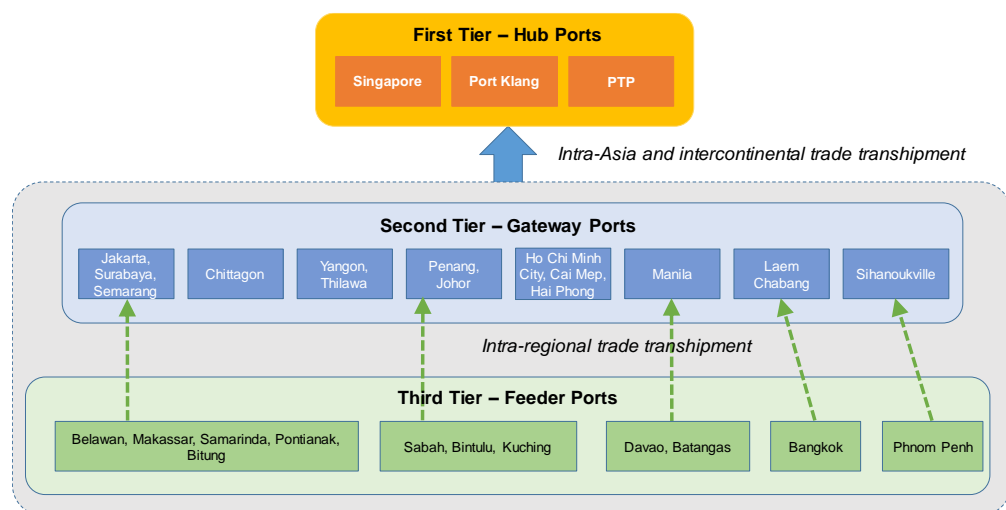 First Tier – Hub Ports
Singapore
Port Klang
PTP
Intra-Asia and intercontinental trade transhipment
Second Tier – Gateway Ports
Jakarta,
Surabaya,
Semarang
Chittagon
Yangon,
Thilawa
Penang,
Johor
Ho Chi Minh
City, Cai Mep,
Hai Phong,
Manila
Laem
Chabang
Sihanoukville
Intra-regional trade transhipment
Third Tier – Feeder Ports
Belawan, Makassar, Samarinda, Pontianak,
Bitung
Sabah, Bintulu, Kuching
Davao, Batangas
Bangkok
Phnom Penh